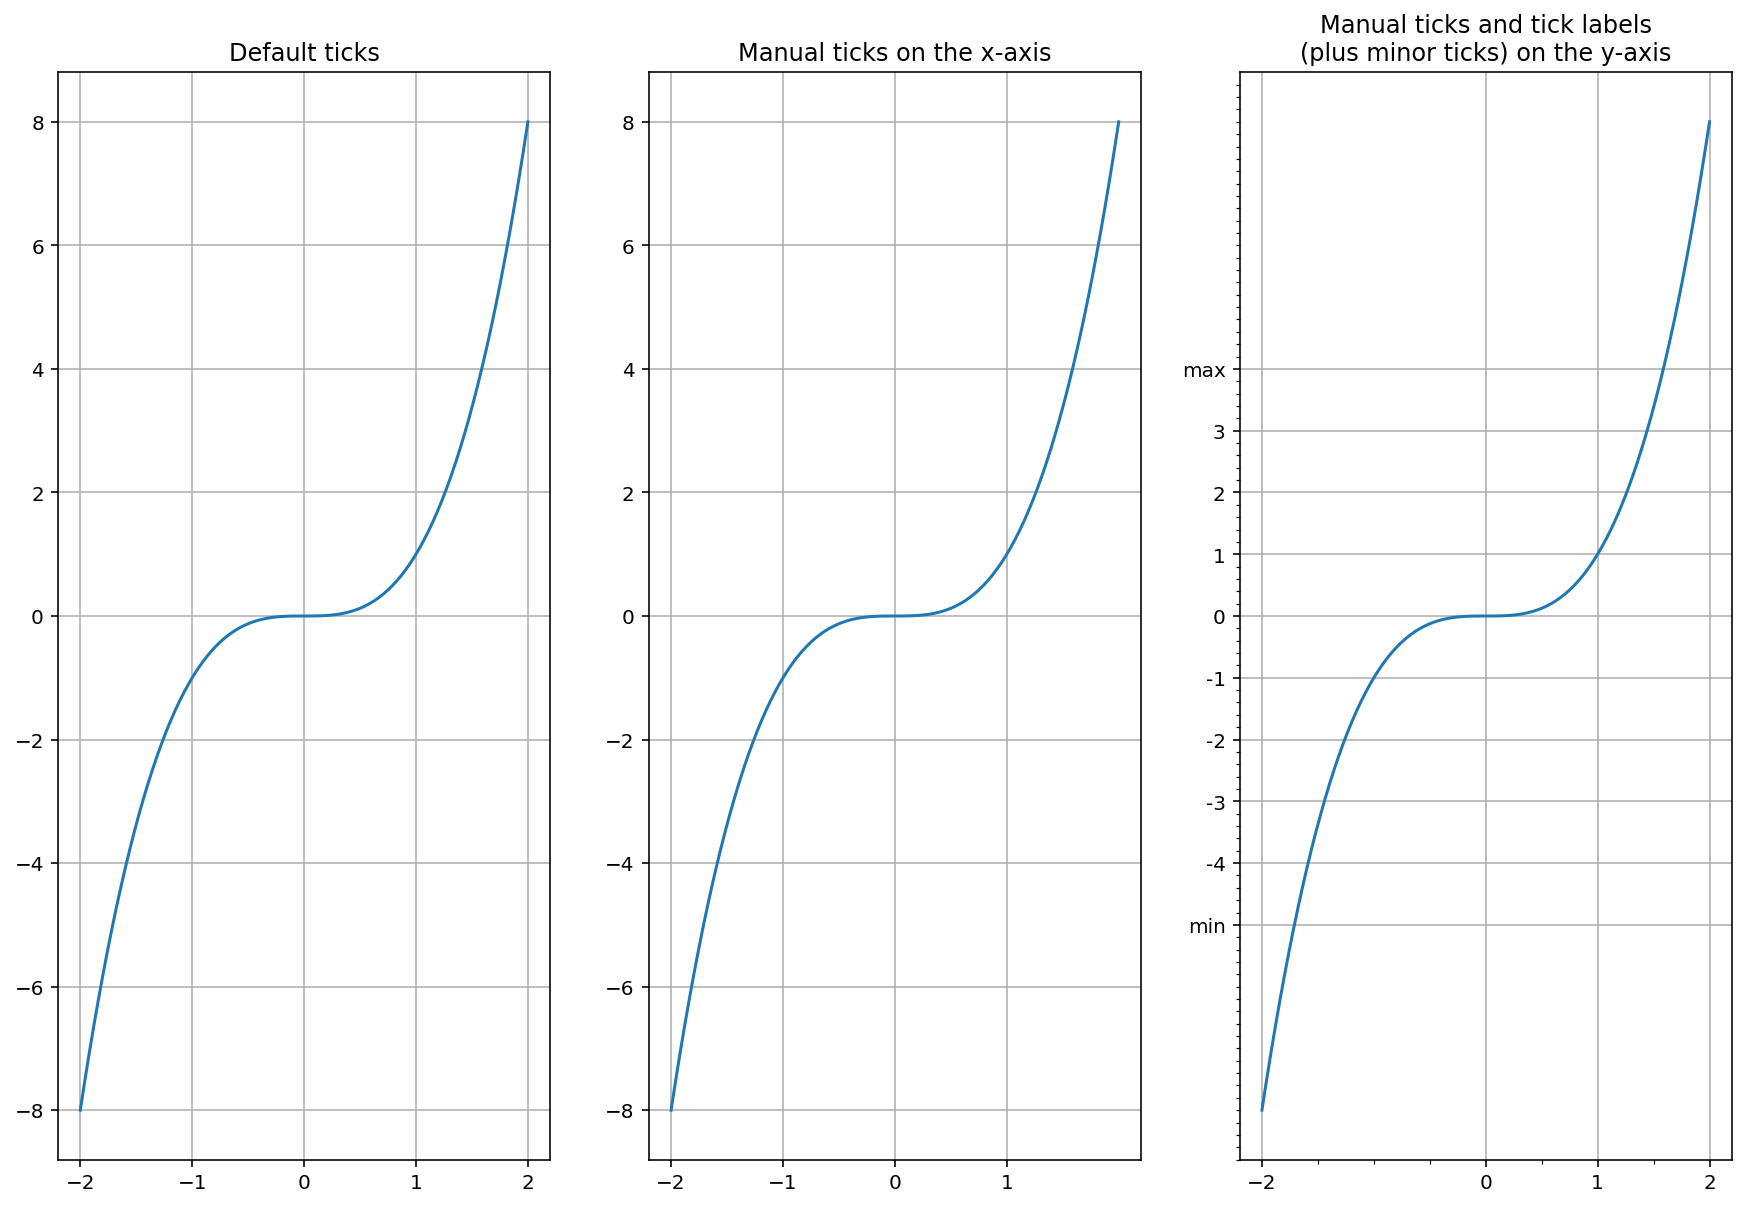 Default ticks
8
6
4
2
0
−2
−4
−6
−8
−2 −1 0 1 2
Manual ticks on the x-axis
8
6
4
2
0
−2
−4
−6
−8
−2 −1 0 1
Manual ticks and tick labels
(plus minor ticks) on the y-axis
max
3
2
1
0
-1
-2
-3
-4
min
−2 0 1 2